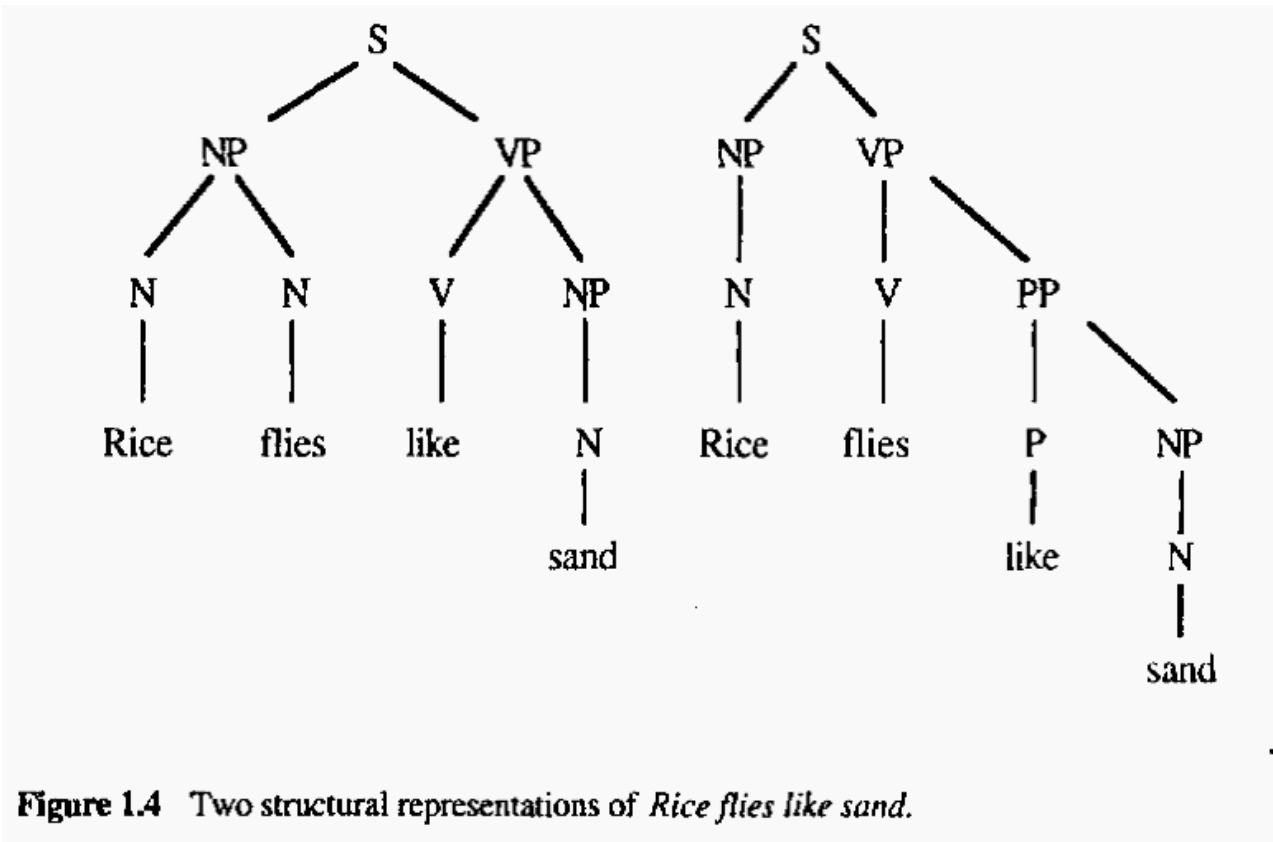 S S
NP VP NP VP
N N V NP N V PP
Rice flies like N Rice flies P NP
sand like N
sand
Figure 1.4 Two structural representations of Rice flies like sand.